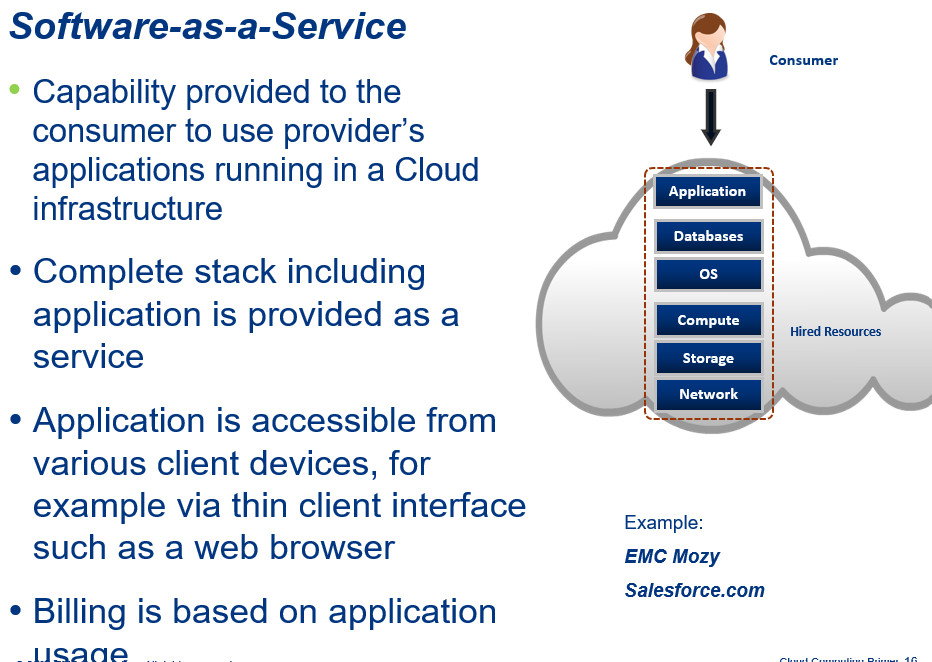 Software-as-a-Service
• Capability provided to the
consumer to use provider's
applications running in a Cloud
infrastructure
• Complete stack including
application is provided as a
service
• Application is accessible from
various client devices, for
example via thin client interface
such as a web browser
• Billing is based on application
usage
Consumer
Application
Databases
OS
Compute
Storage
Network
Hired Resources
Example:
EMC Mozy
Salesforce.com
Cloud Computing Primer 16